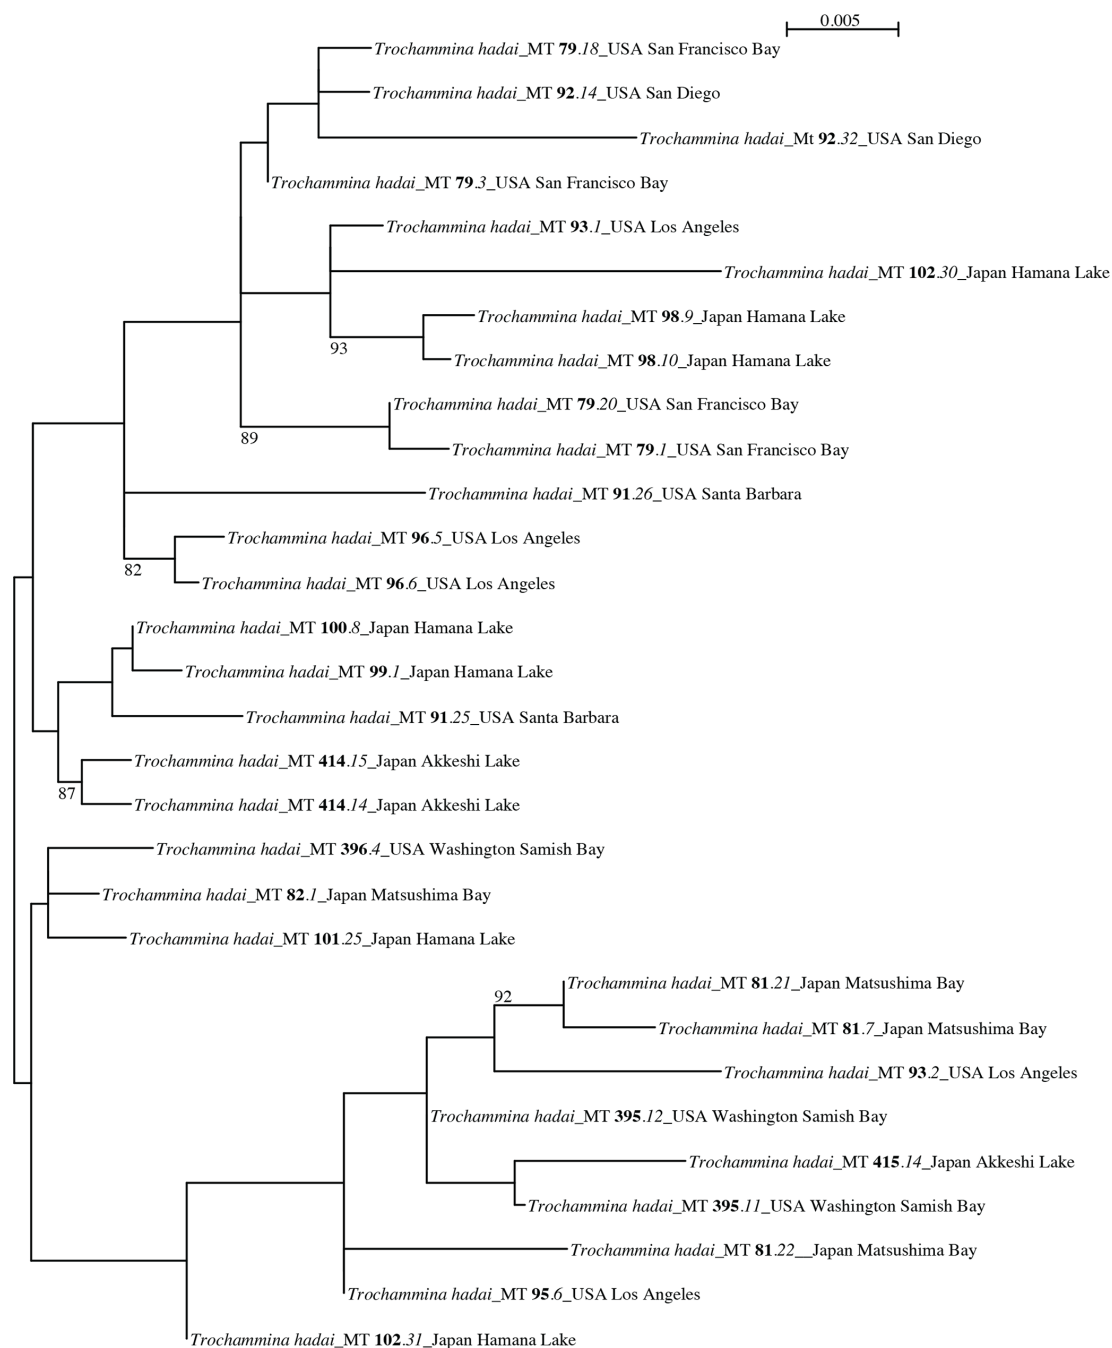 0.005
Trochammina hadai_MT 79.18_USA San Francisco Bay
Trochammina hadai_MT 92.14_USA San Diego
Trochammina hadai_Mt 92.32_USA San Diego
Trochammina hadai_MT 79.3_USA San Francisco Bay
Trochammina hadai_MT 93.1_USA Los Angeles
Trochammina hadai_MT 102.30_Japan Hamana Lake
Trochammina hadai_MT 98.9_Japan Hamana Lake
93
Trochammina hadai_MT 98.10_Japan Hamana Lake
Trochammina hadai_MT 79.20_USA San Francisco Bay
89
Trochammina hadai_MT 79.1_USA San Francisco Bay
Trochammina hadai_MT 91.26_USA Santa Barbara
Trochammina hadai_MT 96.5_USA Los Angeles
82
Trochammina hadai_MT 96.6_USA Los Angeles
Trochammina hadai_MT 100.8_Japan Hamana Lake
Trochammina hadai_MT 99.1_Japan Hamana Lake
Trochammina hadai_MT 91.25_USA Santa Barbara
Trochammina hadai_MT 414.15_Japan Akkeshi Lake
87
Trochammina hadai_MT 414.14_Japan Akkeshi Lake
Trochammina hadai_MT 396.4_USA Washington Samish Bay
Trochammina hadai_MT 82.1_Japan Matsushima Bay
Trochammina hadai_MT 101.25_Japan Hamana Lake
Trochammina hadai_MT 81.21_Japan Matsushima Bay
92
Trochammina hadai_MT 81.7_Japan Matsushima Bay
Trochammina hadai_MT 93.2_USA Los Angeles
Trochammina hadai_MT 395.12_USA Washington Samish Bay
Trochammina hadai_MT 415.14_Japan Akkeshi Lake
Trochammina hadai_MT 395.11_USA Washington Samish Bay
Trochammina hadai_MT 81.22__Japan Matsushima Bay
Trochammina hadai_MT 95.6_USA Los Angeles
Trochammina hadai_MT 102.31_Japan Hamana Lake